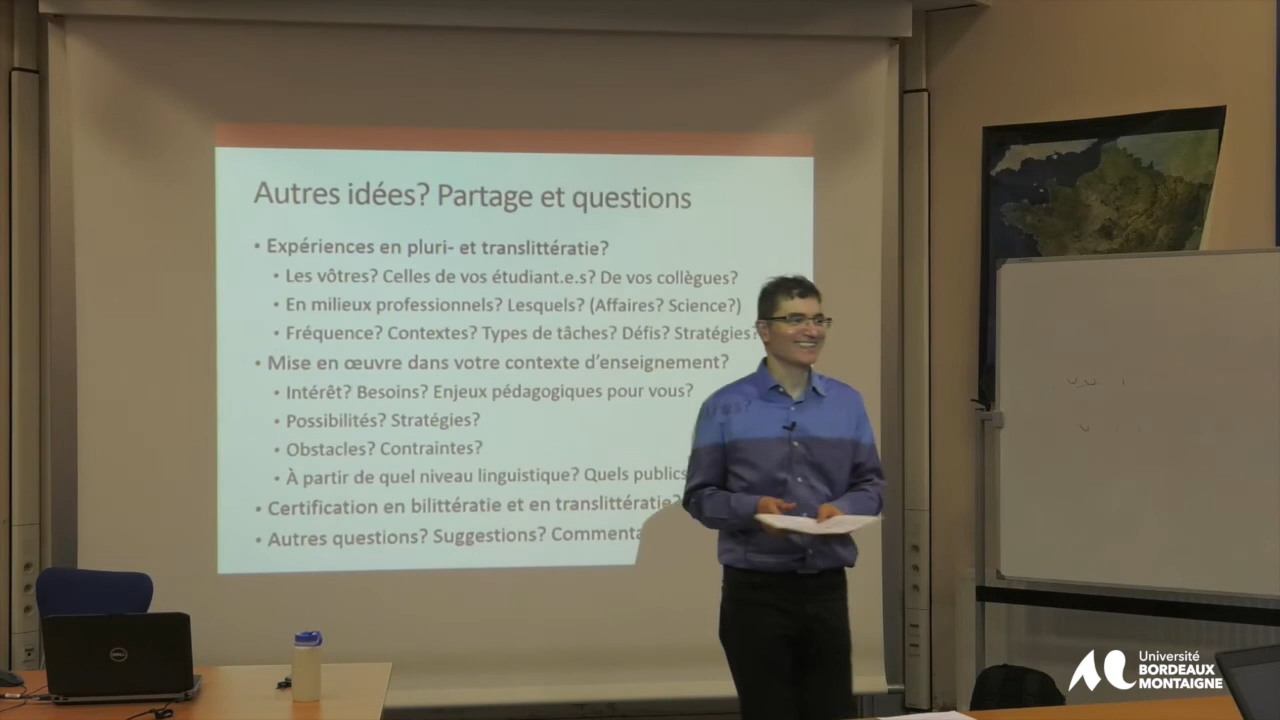 Autres idées? Partage et questions
• Expériences en pluri- et translittératie?
• Les vôtres? Celles de vos étudiant.e.s? De vos collègues?
• En milieux professionnels? Lesquels? (Affaires? Science?)
• Fréquence? Contextes? Types de tâches? Défis? Stratégies?
• Mise en œuvre dans votre contexte d'enseignement?
• Intérêt? Besoins? Enjeux pédagogiques pour vous?
• Possibilités? Stratégies?
• Obstacles? Contraintes?
• À partir de quel niveau linguistique? Quels publics
• Certification en bilittératie et en translittératie?
• Autres questions? Suggestions?
DELL
Université
BORDEAUX
MONTAIGNE